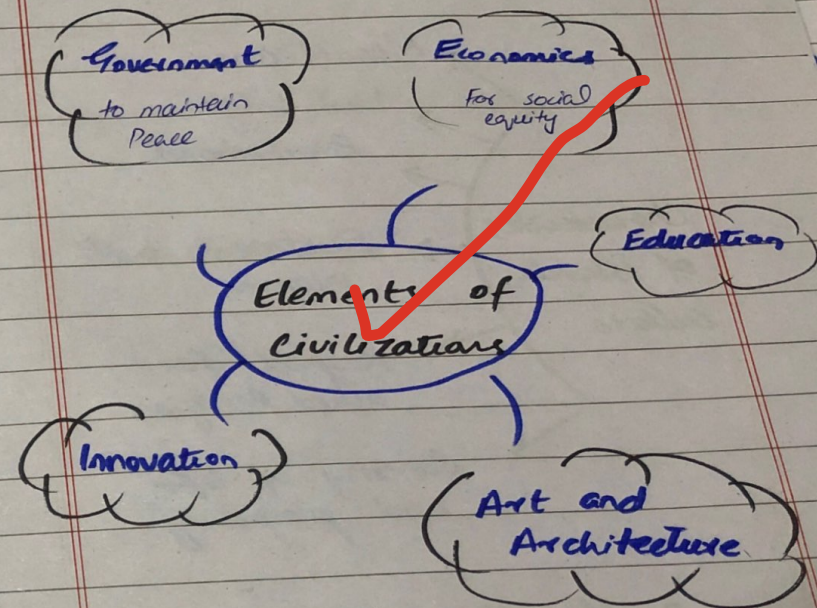 Government
to maintain
Peace
Economics
For social
equity
Education
Elements of
Civilizations
Innovation
Art and
Architecture